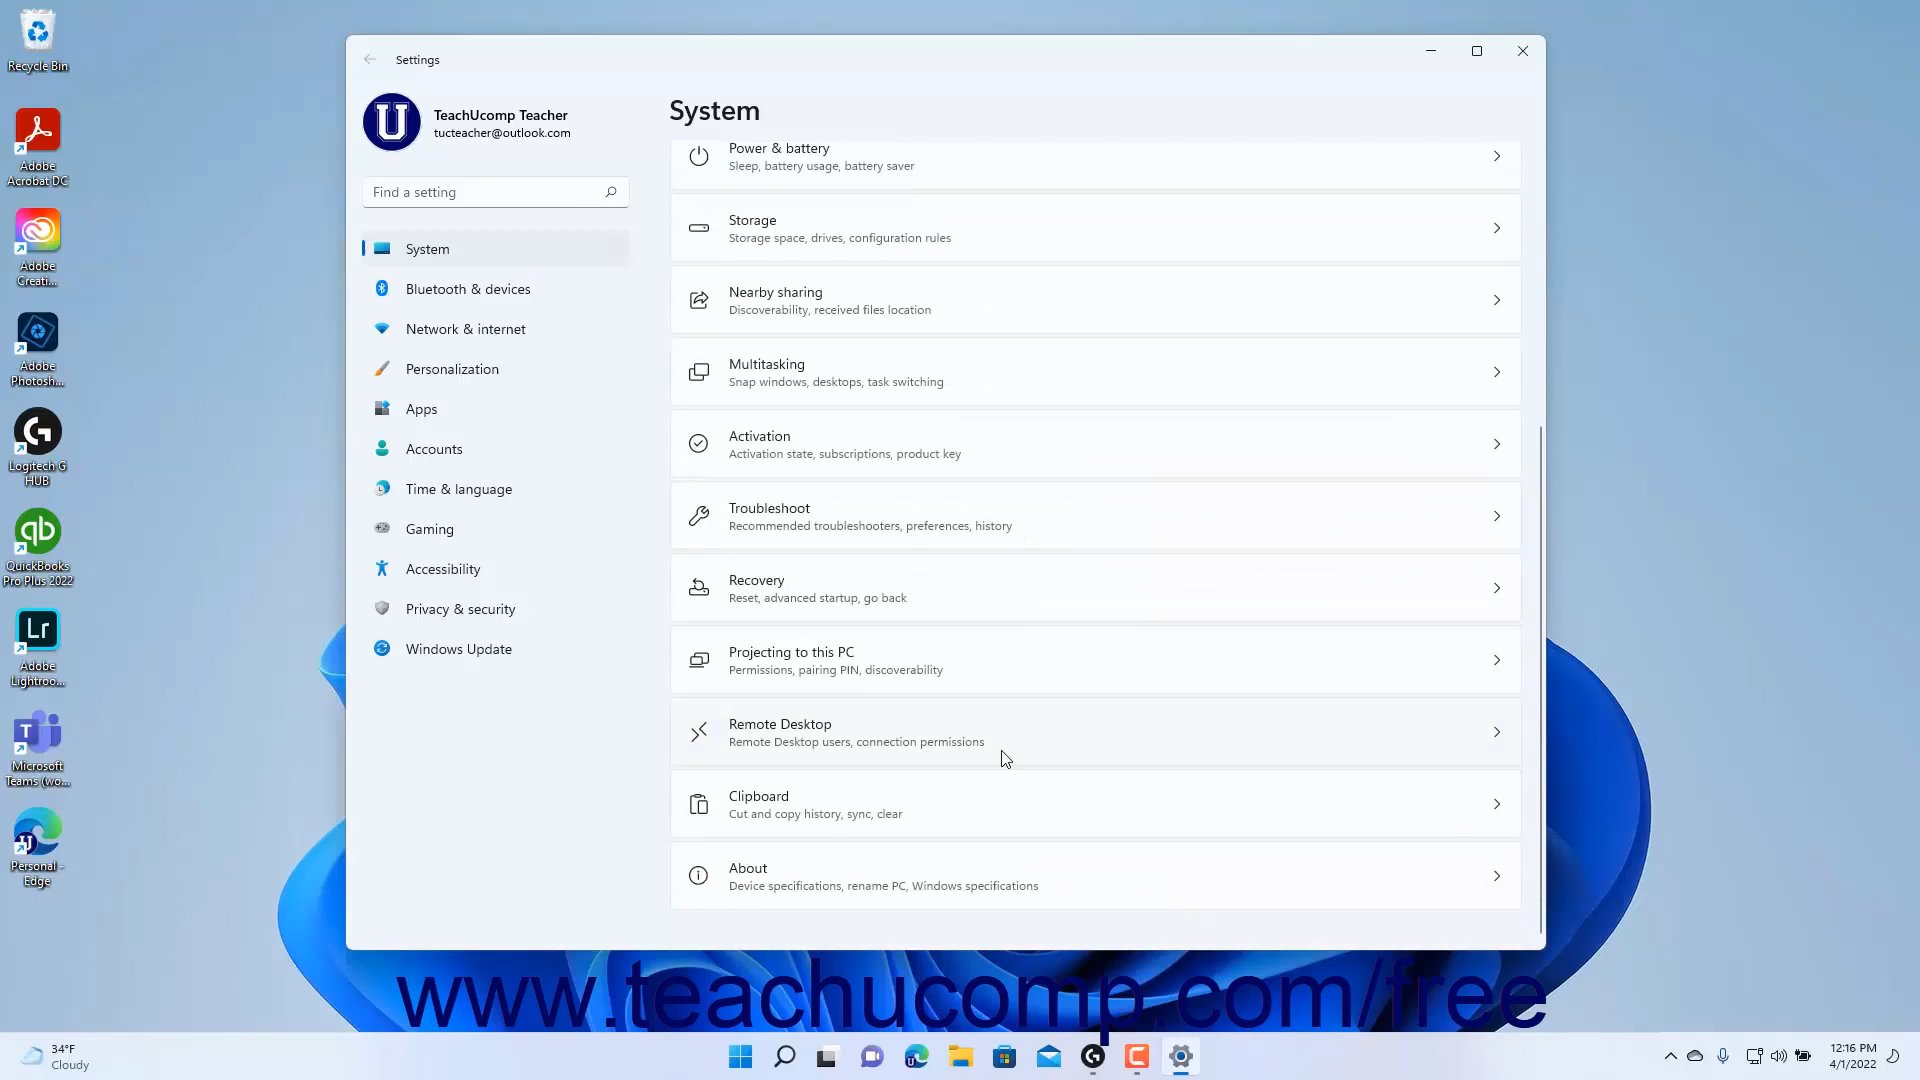 Recycle Bin
Adobe
Acrobat DC
Adobe
Creati...
Adobe
Photosh...
Logitech G
HUB
QuickBooks
Pro Plus 2022
Lr
Adobe
Lightroo...
Microsoft
Teams (wo...
Personal -
Edge
Settings
TeachUcomp Teacher
tucteacher@outlook.com
Find a setting
System
Bluetooth & devices
Network & internet
Personalization
Apps
Accounts
Time & language
Gaming
Accessibility
Privacy & security
Windows Update
System
Power & battery
Sleep, battery usage, battery saver
Storage
Storage space, drives, configuration rules
Nearby sharing
Discoverability, received files location
Multitasking
Snap windows, desktops, task switching
Activation
Activation state, subscriptions, product key
Troubleshoot
Recommended troubleshooters, preferences, history
Recovery
Reset, advanced startup, go back
Projecting to this PC
Permissions, pairing PIN, discoverability
Remote Desktop
Remote Desktop users, connection permissions
Clipboard
Cut and copy history, sync, clear
About
Device specifications, rename PC, Windows specifications
www.teachucomp.com/free
34°F
Cloudy
12:16 PM
4/1/2022